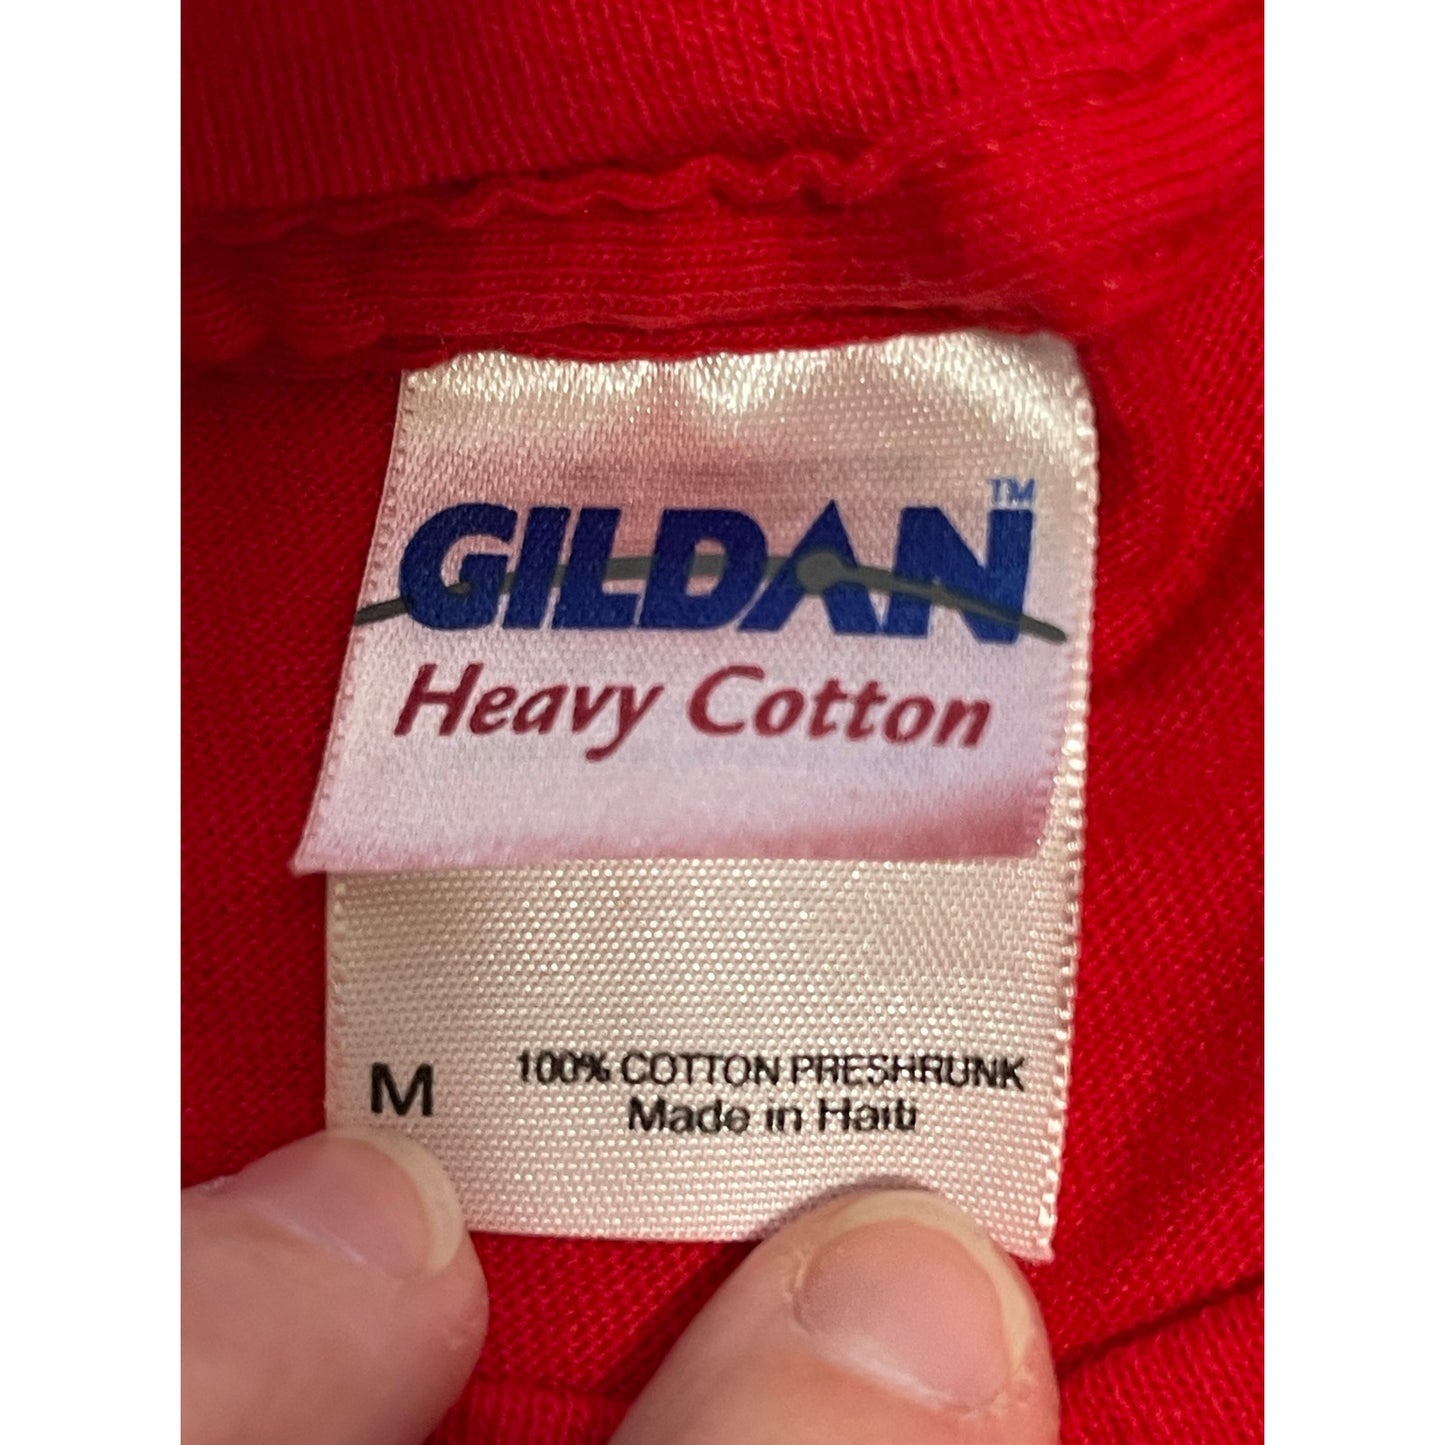 GILDAN™
Heavy Cotton
M
100% COTTON PRESHRUNK
Made in Haiti